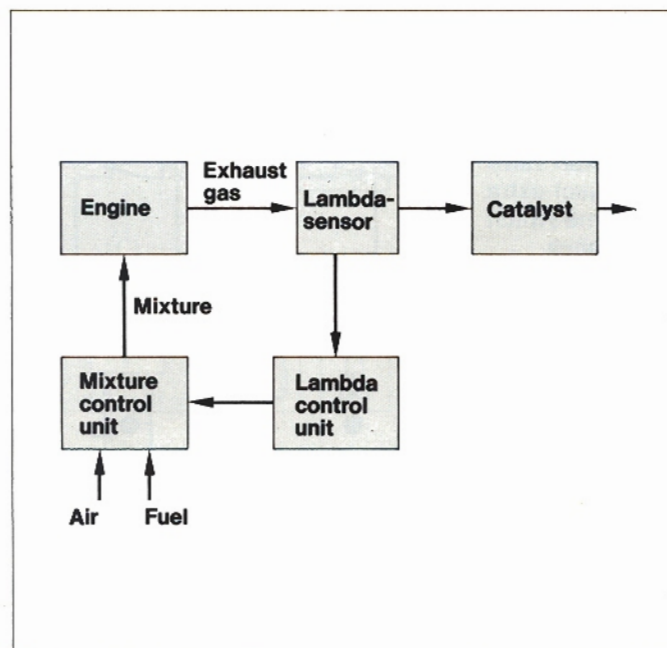 Engine
Exhaust
gas
Lambda-
sensor
Catalyst
Mixture
Mixture
control
unit
Lambda
control
unit
Air
Fuel